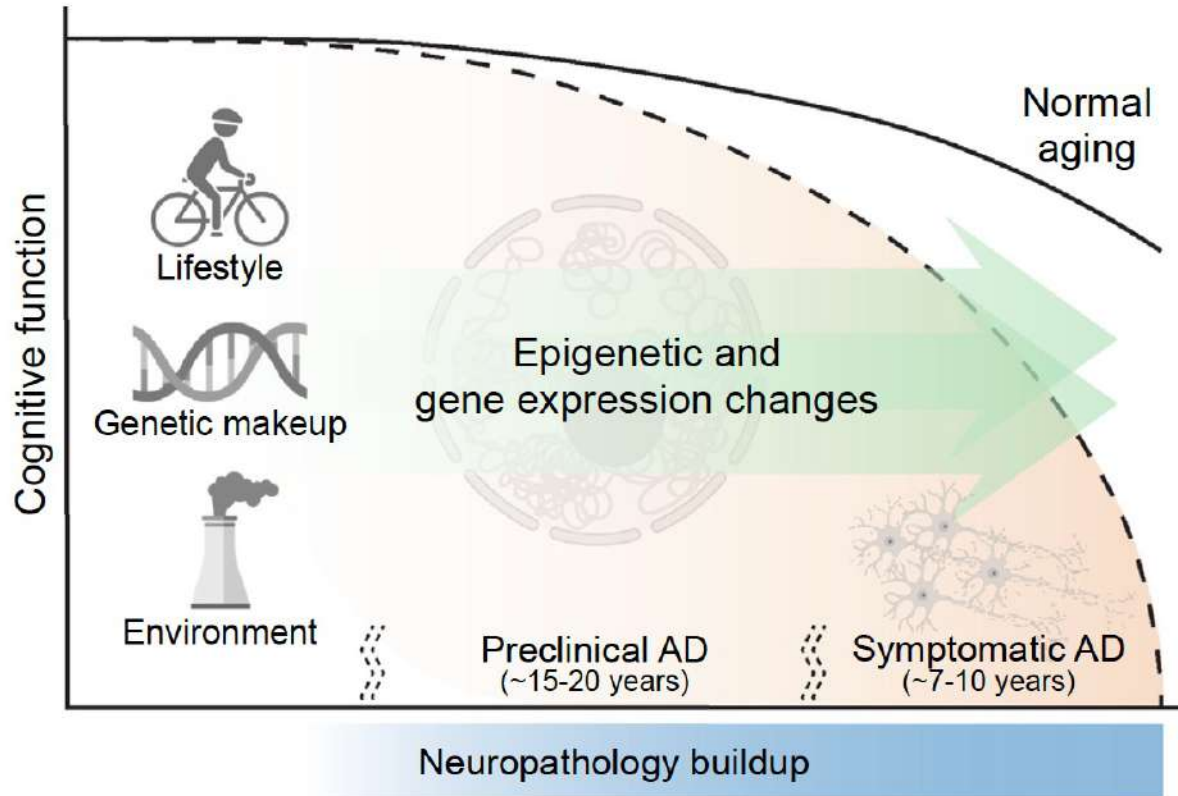 Normal
aging
Cognitive function
Lifestyle
Genetic makeup
Environment
Epigenetic and
gene expression changes
Preclinical AD
(~15-20 years)
Symptomatic AD
(~7-10 years)
Neuropathology buildup